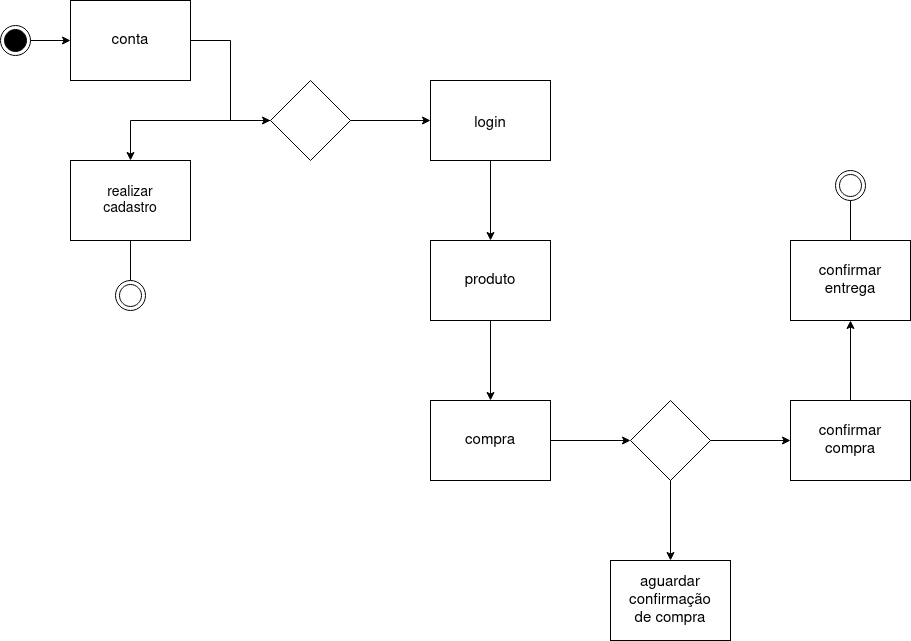 conta
login
realizar
cadastro
produto
confirmar
entrega
compra
confirmar
compra
aguardar
confirmação
de compra